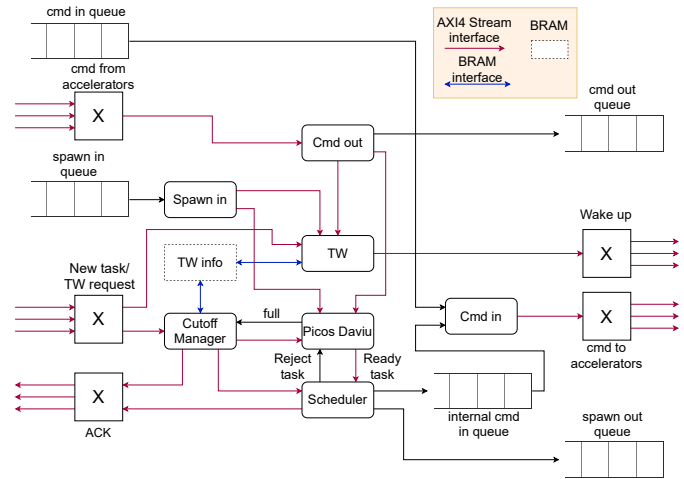 cmd in queue
AXI4 Stream
interface
BRAM
BRAM
interface
cmd from
accelerators
X
cmd out
queue
Cmd out
spawn in
queue
Spawn in
Wake up
TW info
TW
X
New task/
TW request
X
full
Cutoff
Manager
Picos Daviu
Cmd in
X
cmd to
accelerators
Reject
task
Ready
task
X
ACK
Scheduler
internal cmd
in queue
spawn out
queue